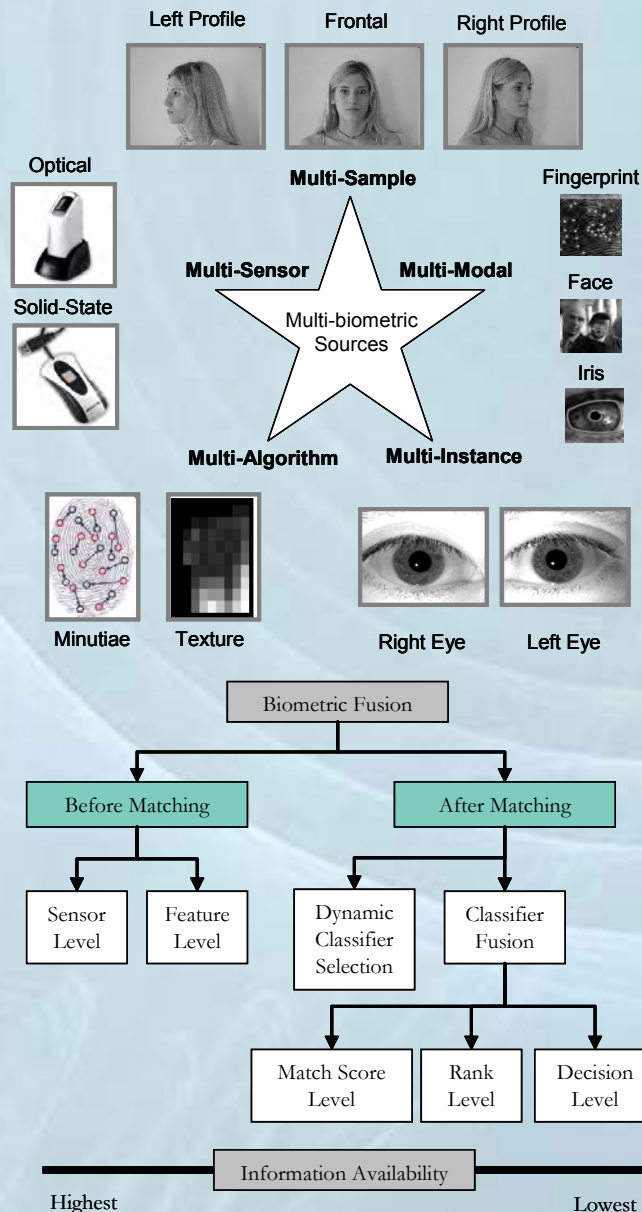 Left Profile
Frontal
Right Profile
Optical
Multi-Sample
Fingerprint
Multi-Sensor
Multi-Modal
Face
Solid-State
Multi-biometric
Sources
Iris
Multi-Algorithm
Multi-Instance
Minutiae
Texture
Right Eye
Left Eye
Biometric Fusion
Before Matching
After Matching
Sensor
Level
Feature
Level
Dynamic
Classifier
Selection
Classifier
Fusion
Match Score
Level
Rank
Level
Decision
Level
Information Availability
Highest
Lowest